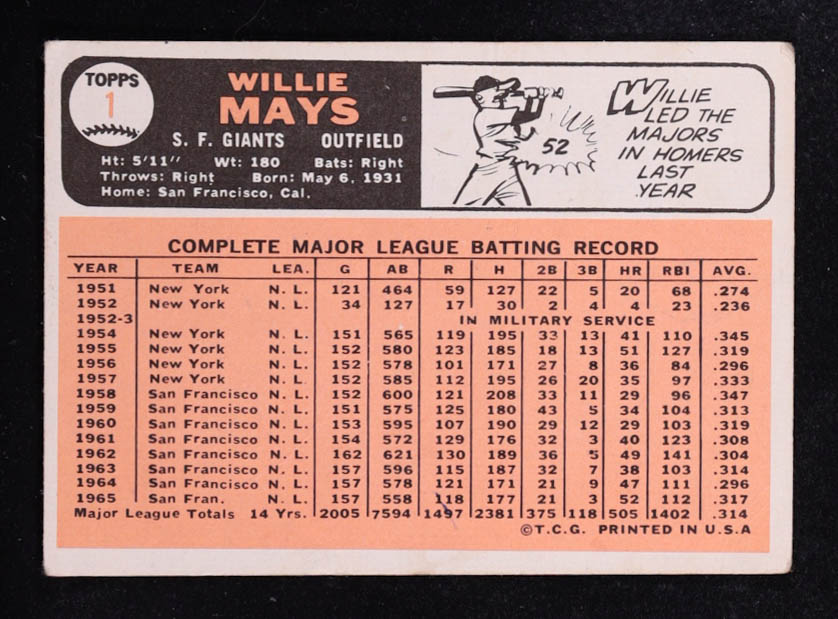 TOPPS
1
WILLIE
MAYS
S. F. GIANTS OUTFIELD
Ht: 5'11" Wt: 180 Bats: Right
Throws: Right Born: May 6, 1931
Home: San Francisco, Cal.
52
WILLIE
LED THE
MAJORS
IN HOMERS
LAST
YEAR
COMPLETE MAJOR LEAGUE BATTING RECORD
YEAR TEAM LEA. G AB R H 2B 3B HR RBI AVG.
1951 New York N. L. 121 464 59 127 22 5 20 68 .274
1952 New York N. L. 34 127 17 30 2 4 4 23 .236
1952-3 IN MILITARY SERVICE
1954 New York N. L. 151 565 119 195 33 13 41 110 .345
1955 New York N. L. 152 580 123 185 18 13 51 127 .319
1956 New York N. L. 152 578 101 171 27 8 36 84 .296
1957 New York N. L. 152 585 112 195 26 20 35 97 .333
1958 San Francisco N. L. 152 600 121 208 33 11 29 96 .347
1959 San Francisco N. L. 151 575 125 180 43 5 34 104 .313
1960 San Francisco N. L. 153 595 107 190 29 12 29 103 .319
1961 San Francisco N. L. 154 572 129 176 32 3 40 123 .308
1962 San Francisco N. L. 162 621 130 189 36 5 49 141 .304
1963 San Francisco N. L. 157 596 115 187 32 7 38 103 .314
1964 San Francisco N. L. 157 578 121 171 21 9 47 111 .296
1965 San Fran. N. L. 157 558 118 177 21 3 52 112 .317
Major League Totals 14 Yrs. 2005 7594 1497 2381 375 118 505 1402 .314
©T.C.G. PRINTED IN U.S.A